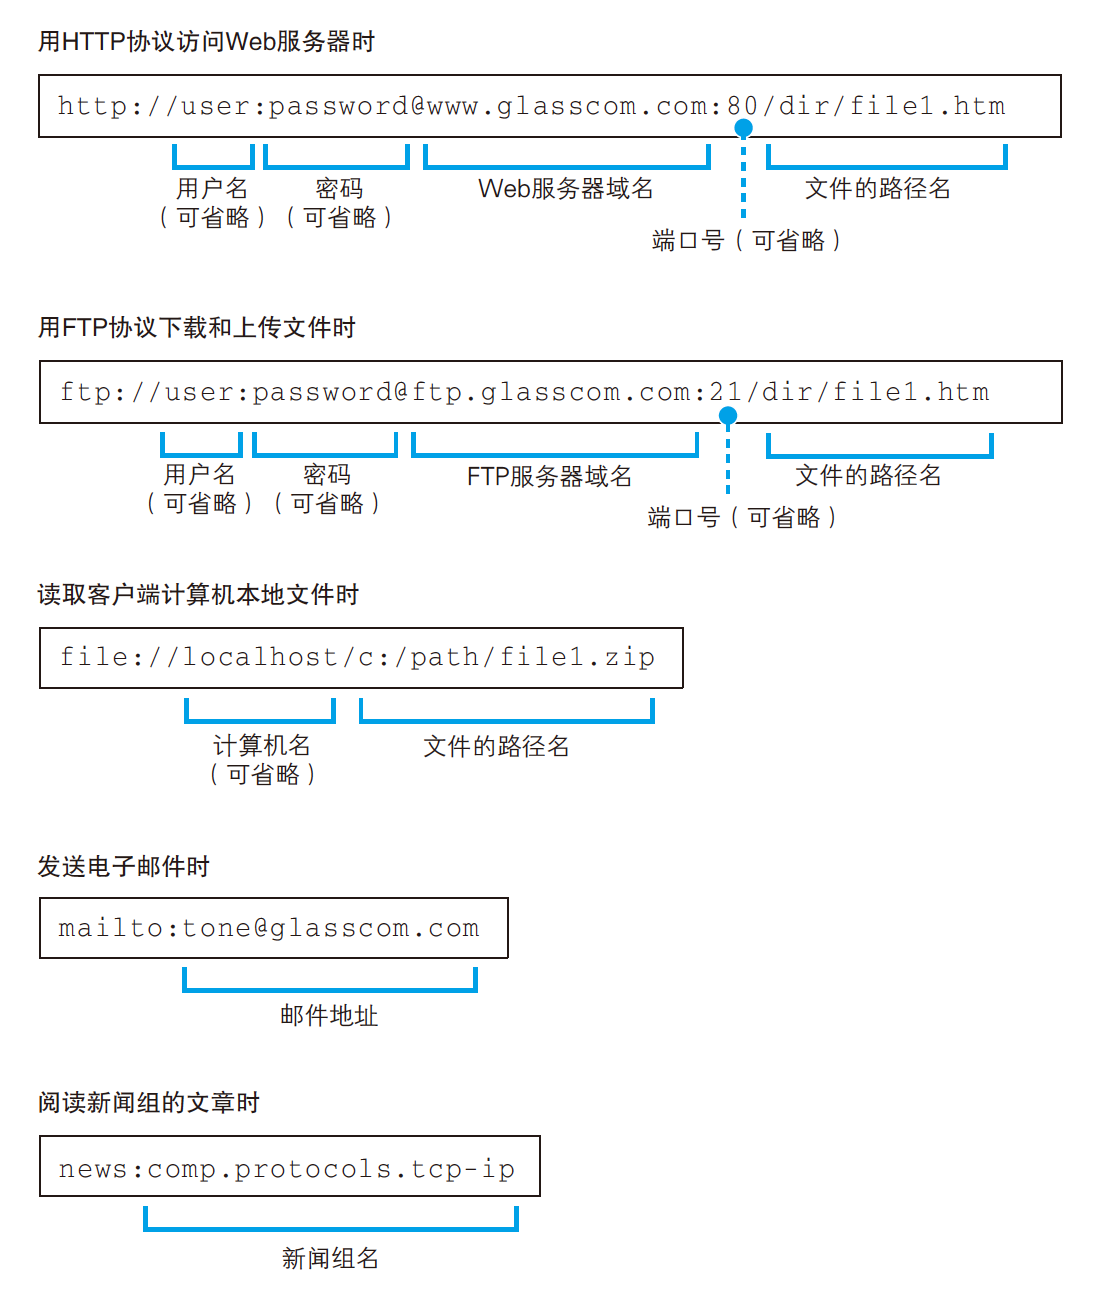 用HTTP协议访问Web服务器时
http://user:password@www.glasscom.com:80/dir/file1.htm
用户名 密码 Web服务器域名 文件的路径名
（可省略）（可省略）
端口号（可省略）
用FTP协议下载和上传文件时
ftp://user:password@ftp.glasscom.com:21/dir/file1.htm
用户名 密码 FTP服务器域名 文件的路径名
（可省略）（可省略）
端口号（可省略）
读取客户端计算机本地文件时
file://localhost/c:/path/file1.zip
计算机名 文件的路径名
（可省略）
发送电子邮件时
mailto:tone@glasscom.com
邮件地址
阅读新闻组的文章时
news:comp.protocols.tcp-ip
新闻组名